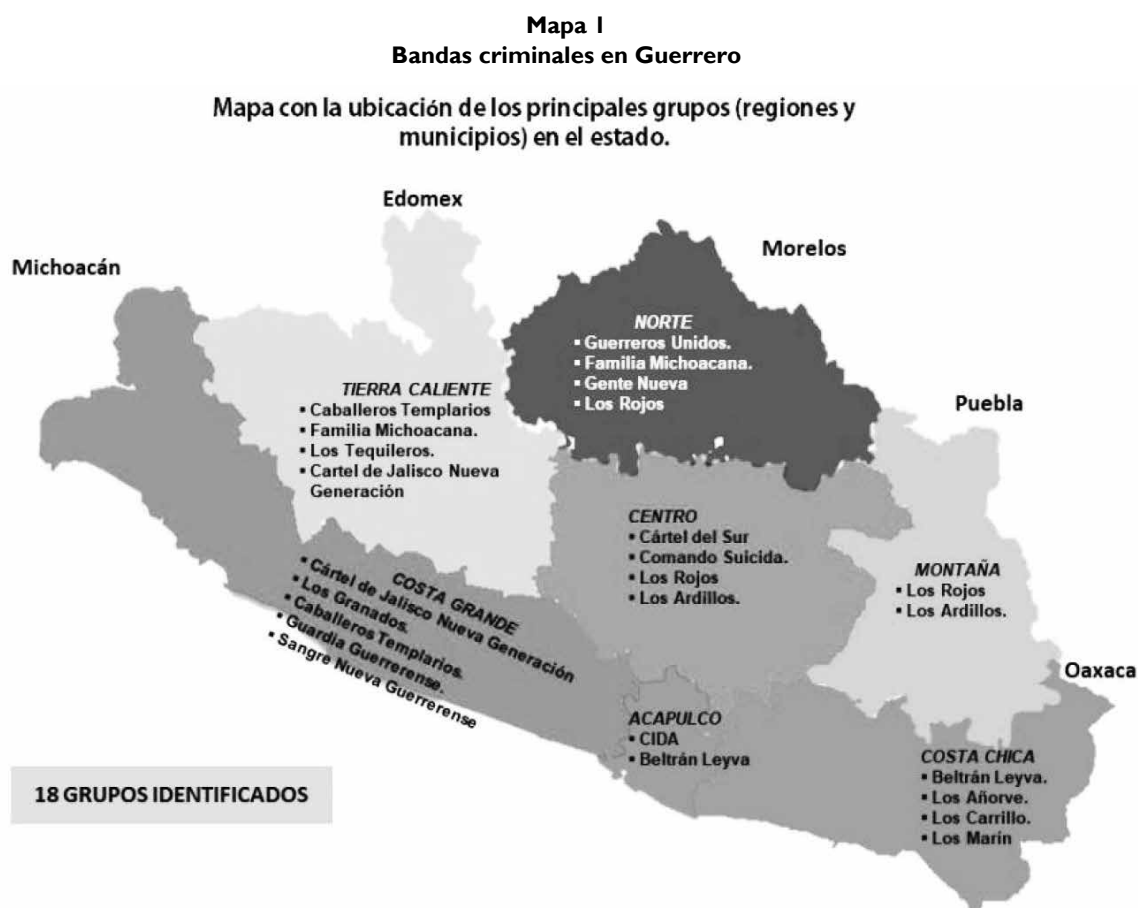 Mapa 1
Bandas criminales en Guerrero
Mapa con la ubicación de los principales grupos (regiones y
municipios) en el estado.
Edomex
Morelos
Michoacán
NORTE
▪ Guerreros Unidos.
▪ Familia Michoacana.
▪ Gente Nueva
▪ Los Rojos
TIERRA CALIENTE
▪ Caballeros Templarios
▪ Familia Michoacana.
▪ Los Tequileros.
▪ Cartel de Jalisco Nueva
Generación
Puebla
CENTRO
▪ Cártel del Sur
▪ Comando Suicida.
▪ Los Rojos
▪ Los Ardillos.
MONTAÑA
▪ Los Rojos
▪ Los Ardillos.
COSTA GRANDE
▪ Cártel de Jalisco Nueva Generación
▪ Los Granados.
▪ Caballeros Templarios.
▪ Guardia Guerrerense.
▪ Sangre Nueva Guerrerense
Oaxaca
ACAPULCO
▪ CIDA
▪ Beltrán Leyva
COSTA CHICA
▪ Beltrán Leyva.
▪ Los Añorve.
▪ Los Carrillo.
▪ Los Marín
18 GRUPOS IDENTIFICADOS